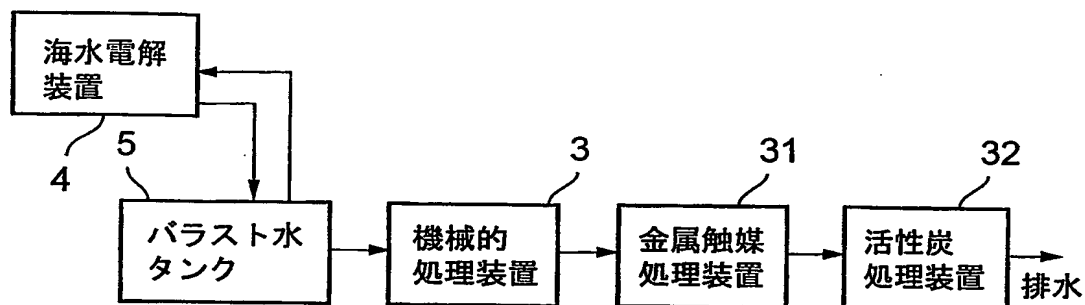 海水電解
装置
4
5
バラスト水
タンク
3
機械的
処理装置
31
金属触媒
処理装置
32
活性炭
処理装置
排水